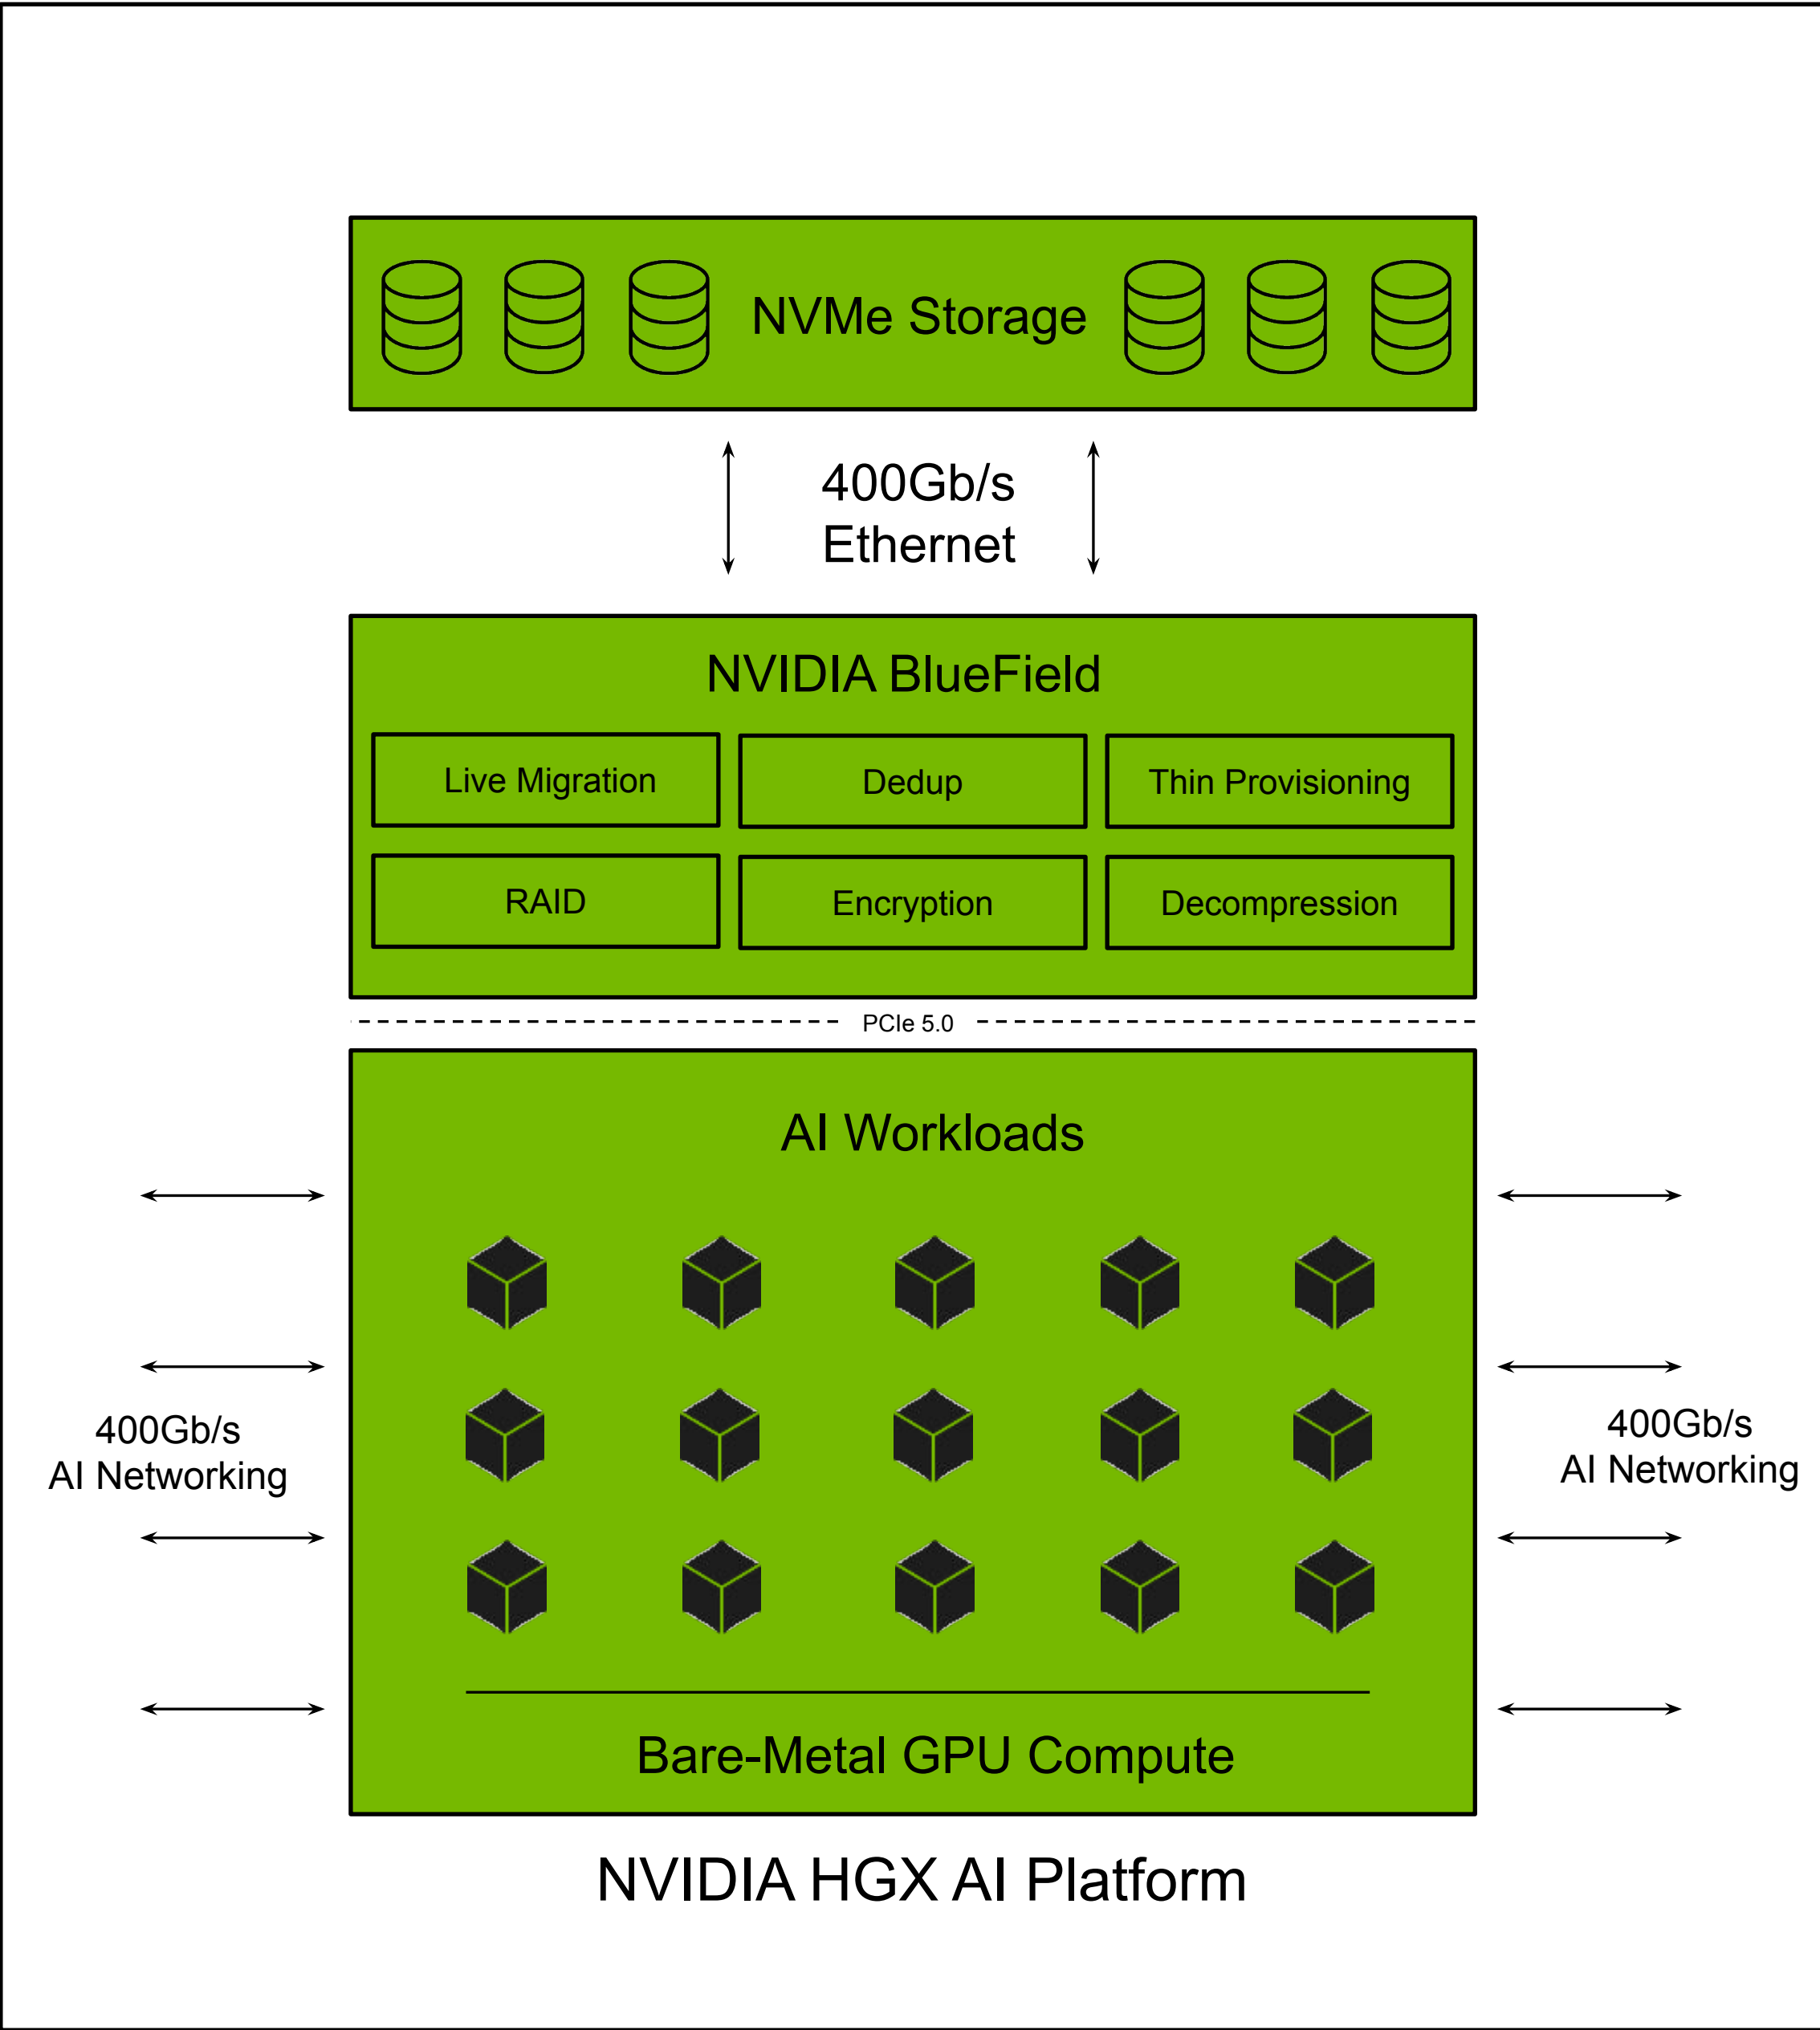 NVMe Storage
400Gb/s
Ethernet
NVIDIA BlueField
Live Migration
Dedup
Thin Provisioning
RAID
Encryption
Decompression
PCIe 5.0
AI Workloads
400Gb/s
AI Networking
400Gb/s
AI Networking
Bare-Metal GPU Compute
NVIDIA HGX AI Platform